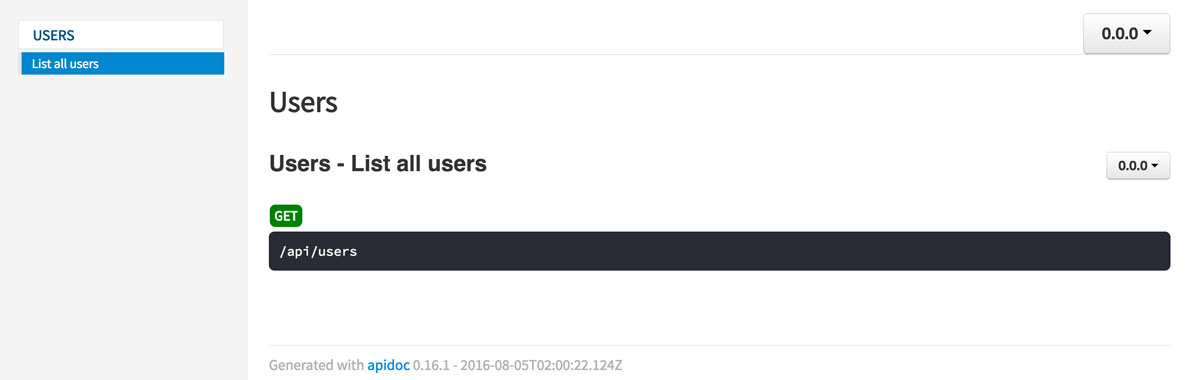 USERS
List all users
0.0.0
Users
Users - List all users
0.0.0
GET
/api/users
Generated with apidoc 0.16.1 - 2016-08-05T02:00:22.124Z